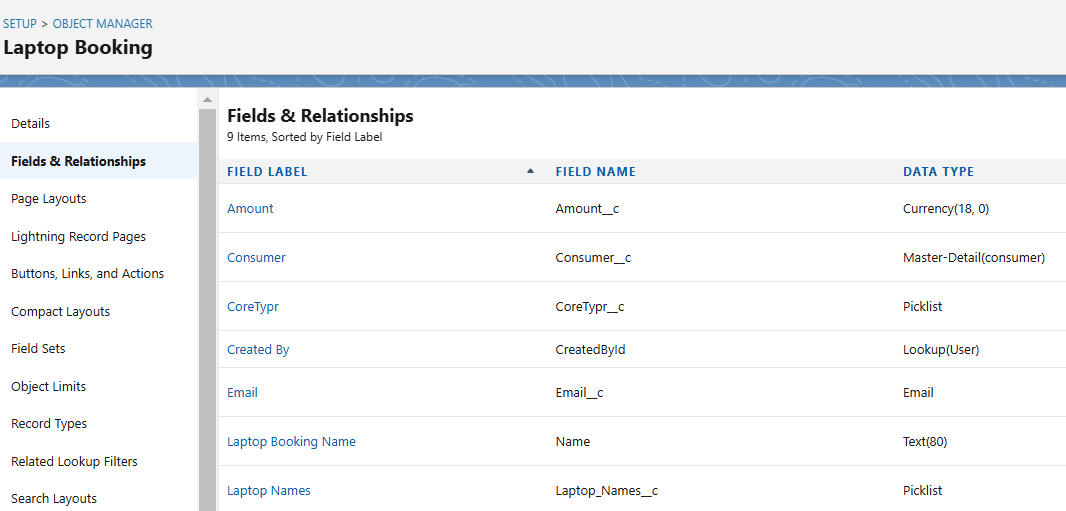 SETUP > OBJECT MANAGER
Laptop Booking
Details
Fields & Relationships
Page Layouts
Lightning Record Pages
Buttons, Links, and Actions
Compact Layouts
Field Sets
Object Limits
Record Types
Related Lookup Filters
Search Layouts
Fields & Relationships
9 Items, Sorted by Field Label
FIELD LABEL FIELD NAME DATA TYPE
Amount Amount__c Currency(18, 0)
Consumer Consumer__c Master-Detail(consumer)
CoreTypr CoreTypr__c Picklist
Created By CreatedById Lookup(User)
Email Email__c Email
Laptop Booking Name Name Text(80)
Laptop Names Laptop_Names__c Picklist